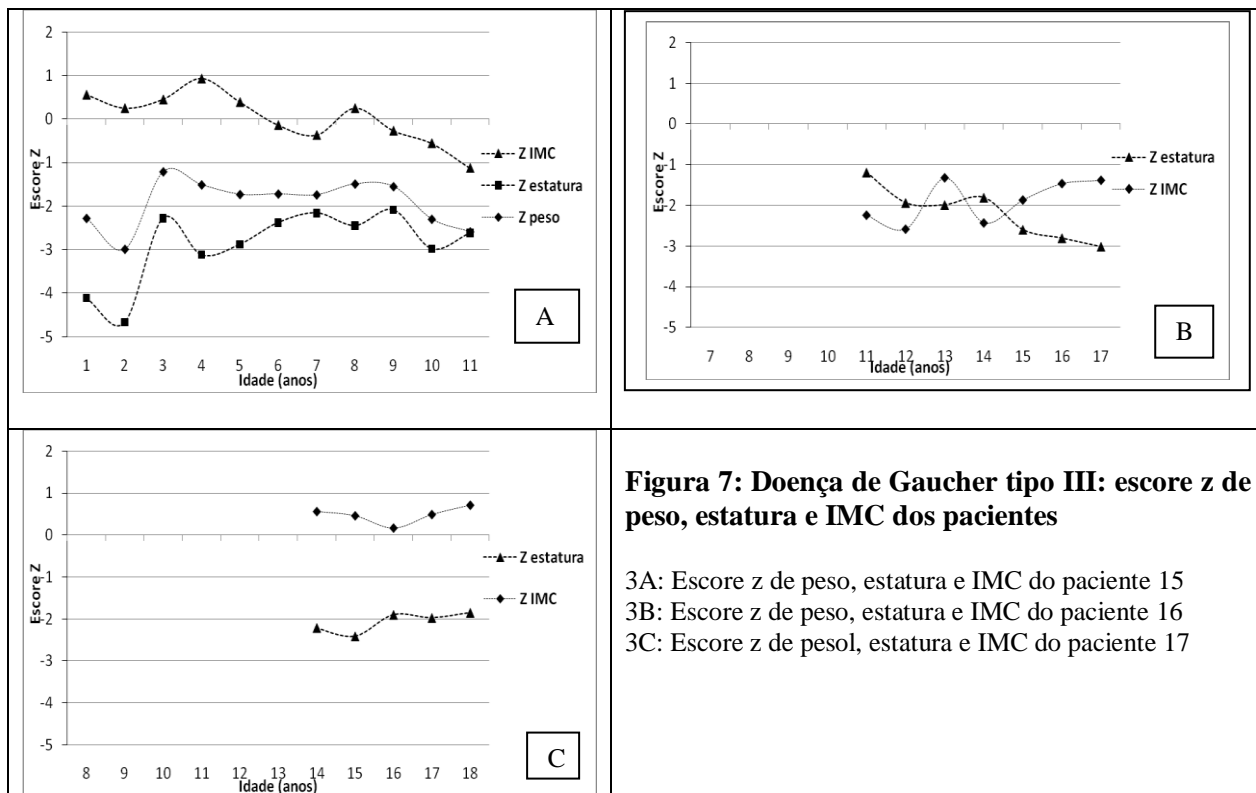 2
1
0
-1
-2
-3
-4
-5
Escore Z
1 2 3 4 5 6 7 8 9 10 11
Idade (anos)
Z IMC
Z estatura
Z peso
A
2
1
0
-1
-2
-3
-4
-5
Escore Z
7 8 9 10 11 12 13 14 15 16 17
Idade (anos)
Z estatura
Z IMC
B
2
1
0
-1
-2
-3
-4
-5
Escore Z
8 9 10 11 12 13 14 15 16 17 18
Idade (anos)
Z estatura
Z IMC
C
Figura 7: Doença de Gaucher tipo III: escore z de
peso, estatura e IMC dos pacientes
3A: Escore z de peso, estatura e IMC do paciente 15
3B: Escore z de peso, estatura e IMC do paciente 16
3C: Escore z de pesol, estatura e IMC do paciente 17